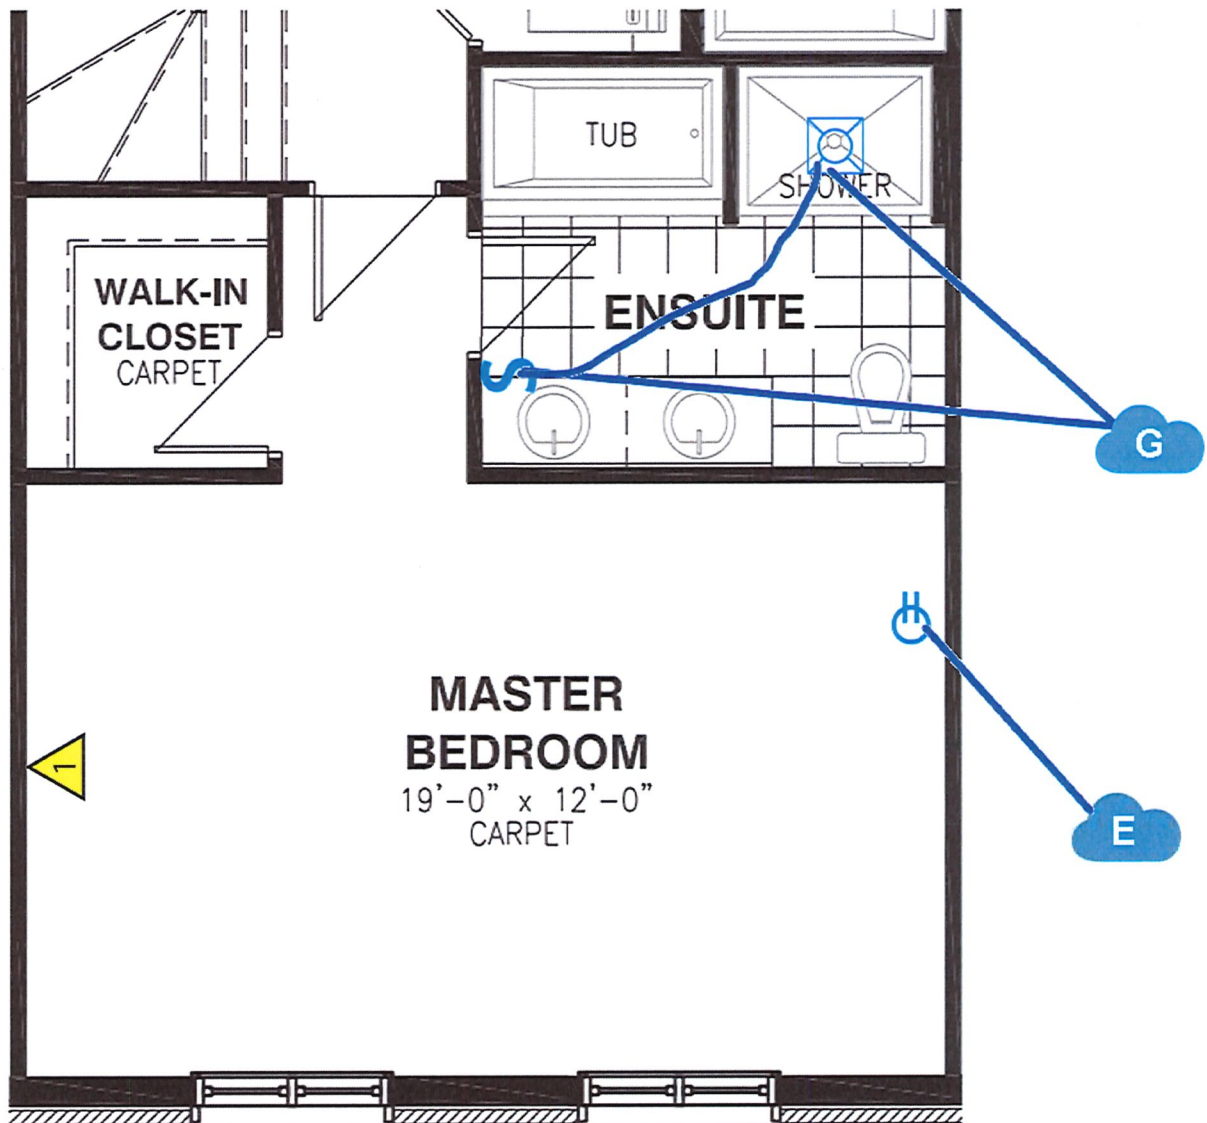 TUB
SHOWER
WALK-IN
CLOSET
CARPET
ENSUITE
S
G
MASTER
BEDROOM
19'-0" x 12'-0"
CARPET
1
E